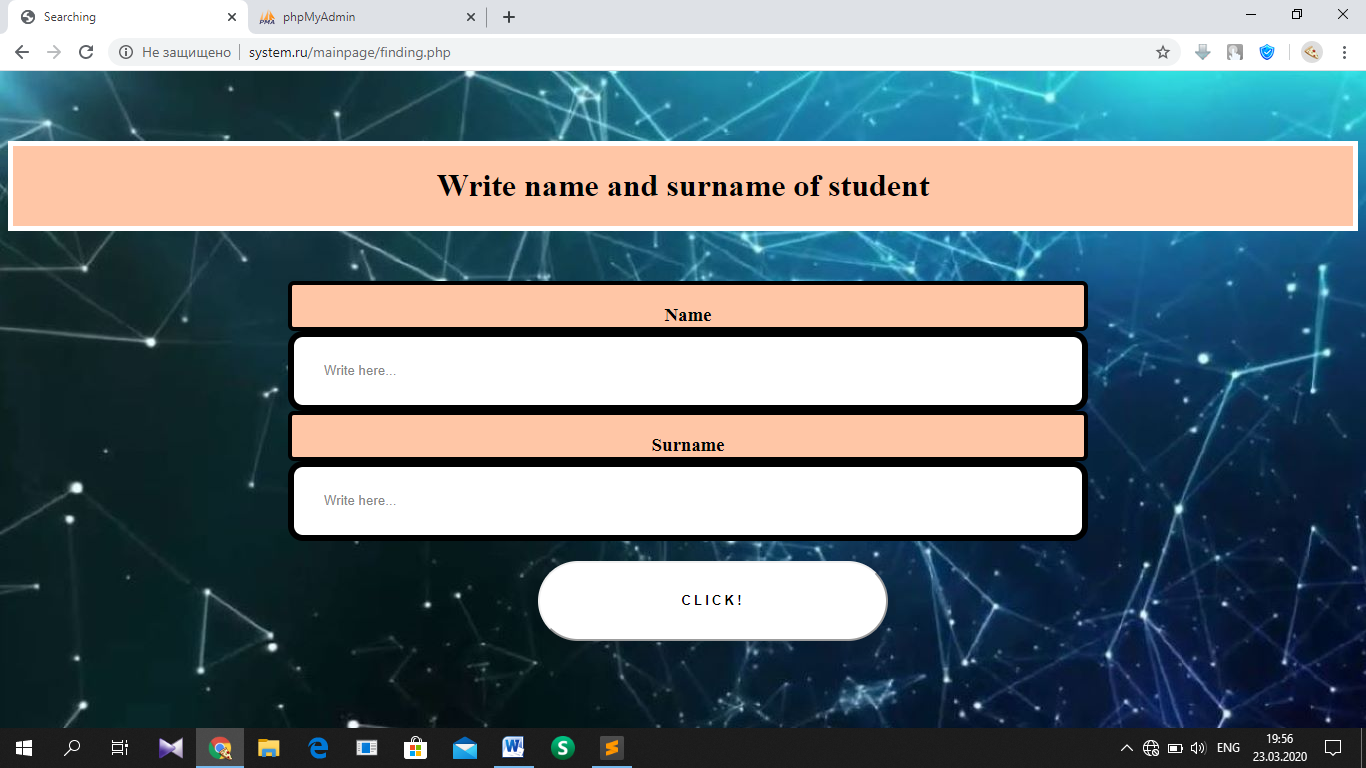 Searching
PMA phpMyAdmin
Не защищено system.ru/mainpage/finding.php
Write name and surname of student
Name
Write here...
Surname
Write here...
CLICK!
ENG
19:56
23.03.2020